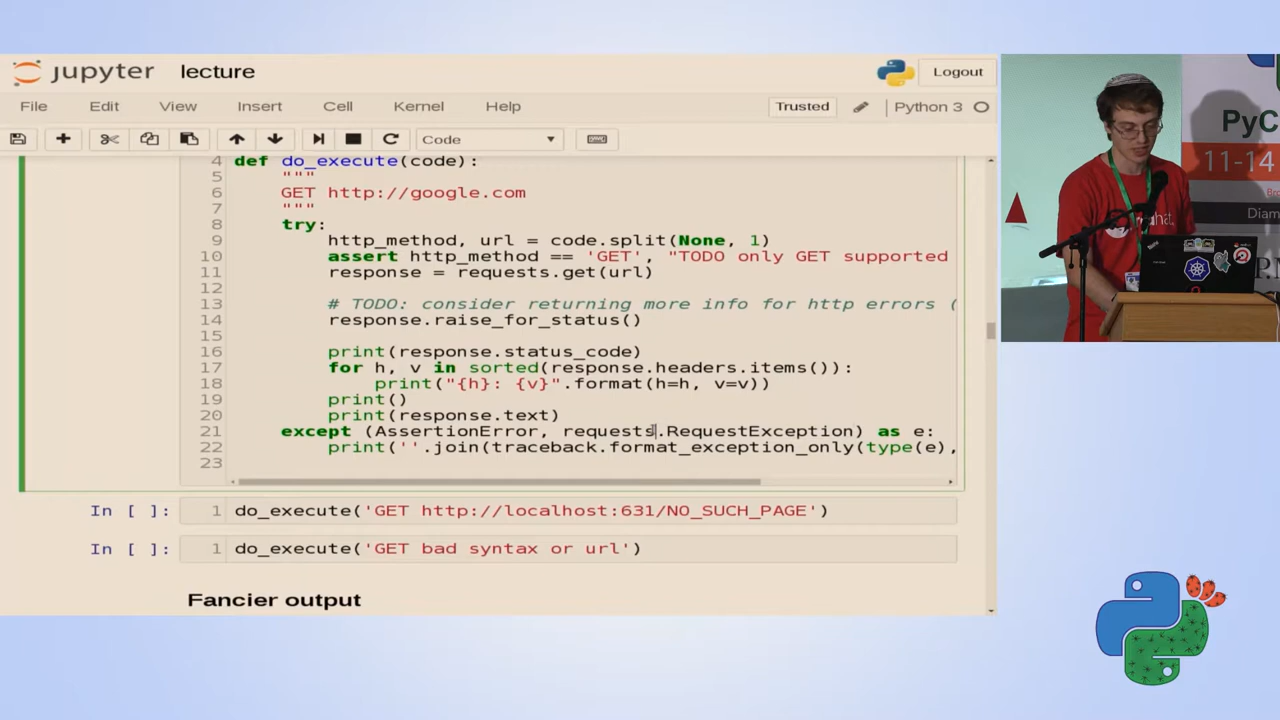 jupyter lecture Logout
File Edit View Insert Cell Kernel Help Trusted Python 3
Code
4 def do_execute(code):
5 """
6 GET http://google.com
7 """
8 try:
9 http_method, url = code.split(None, 1)
10 assert http_method == 'GET', "TODO only GET supported
11 response = requests.get(url)
12
13 # TODO: consider returning more info for http errors (
14 response.raise_for_status()
15
16 print(response.status_code)
17 for h, v in sorted(response.headers.items()):
18 print("{h}: {v}".format(h=h, v=v))
19 print()
20 print(response.text)
21 except (AssertionError, requests.RequestException) as e:
22 print(''.join(traceback.format_exception_only(type(e),
23
In [ ]: 1 do_execute('GET http://localhost:631/NO_SUCH_PAGE')
In [ ]: 1 do_execute('GET bad syntax or url')
Fancier output
PyC
11-14
Diam